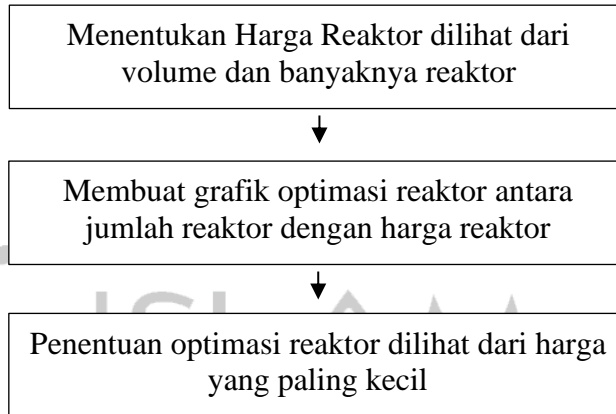 Menentukan Harga Reaktor dilihat dari
volume dan banyaknya reaktor
Membuat grafik optimasi reaktor antara
jumlah reaktor dengan harga reaktor
Penentuan optimasi reaktor dilihat dari harga
yang paling kecil